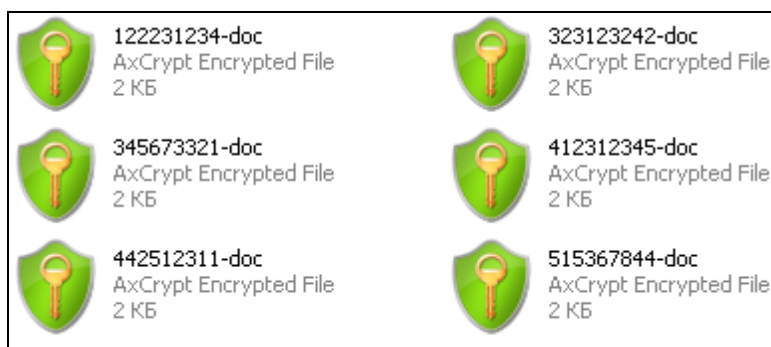 122231234-doc
AxCrypt Encrypted File
2 КБ
323123242-doc
AxCrypt Encrypted File
2 КБ
345673321-doc
AxCrypt Encrypted File
2 КБ
412312345-doc
AxCrypt Encrypted File
2 КБ
442512311-doc
AxCrypt Encrypted File
2 КБ
515367844-doc
AxCrypt Encrypted File
2 КБ